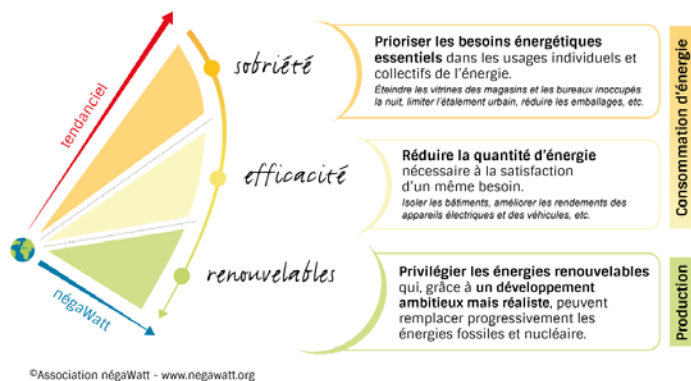 tendanciel
sobriété
Prioriser les besoins énergétiques
essentiels dans les usages individuels et
collectifs de l'énergie.
Éteindre les vitrines des magasins et les bureaux inoccupés
la nuit, limiter l'étalement urbain, réduire les emballages, etc.
efficacité
Réduire la quantité d'énergie
nécessaire à la satisfaction
d'un même besoin.
Isoler les bâtiments, améliorer les rendements des
appareils électriques et des véhicules, etc.
Consommation d'énergie
renouvelables
Privilégier les énergies renouvelables
qui, grâce à un développement
ambitieux mais réaliste, peuvent
remplacer progressivement les
énergies fossiles et nucléaire.
Production
négaWatt
©Association négaWatt - www.negawatt.org